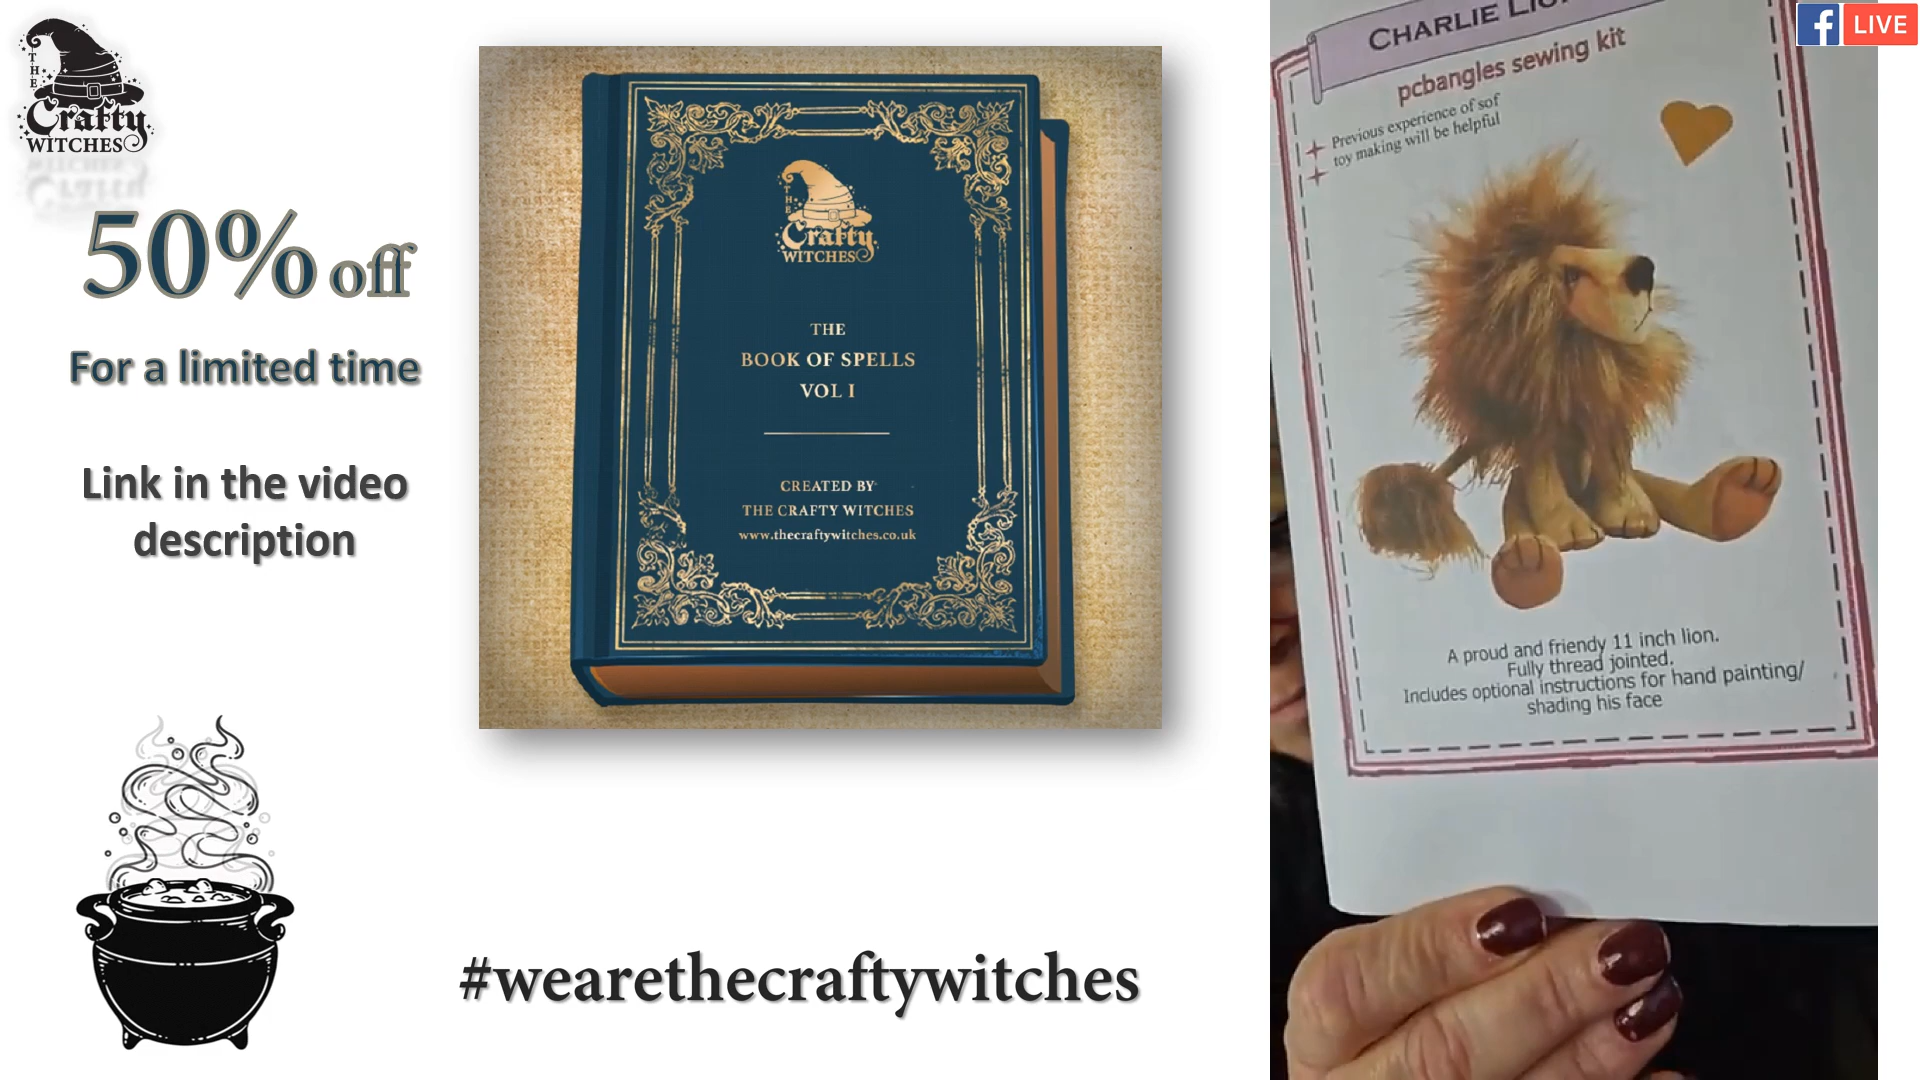 THE
Crafty
WITCHES
50% off
For a limited time
Link in the video
description
THE
Crafty
WITCHES
THE
BOOK OF SPELLS
VOL I
CREATED BY
THE CRAFTY WITCHES
www.thecraftywitches.co.uk
#wearethecraftywitches
LIVE
CHARLIE
pcbangles sewing kit
Previous experience of sof
toy making will be helpful
A proud and friendy 11 inch lion.
Fully thread jointed.
Includes optional instructions for hand painting/
shading his face